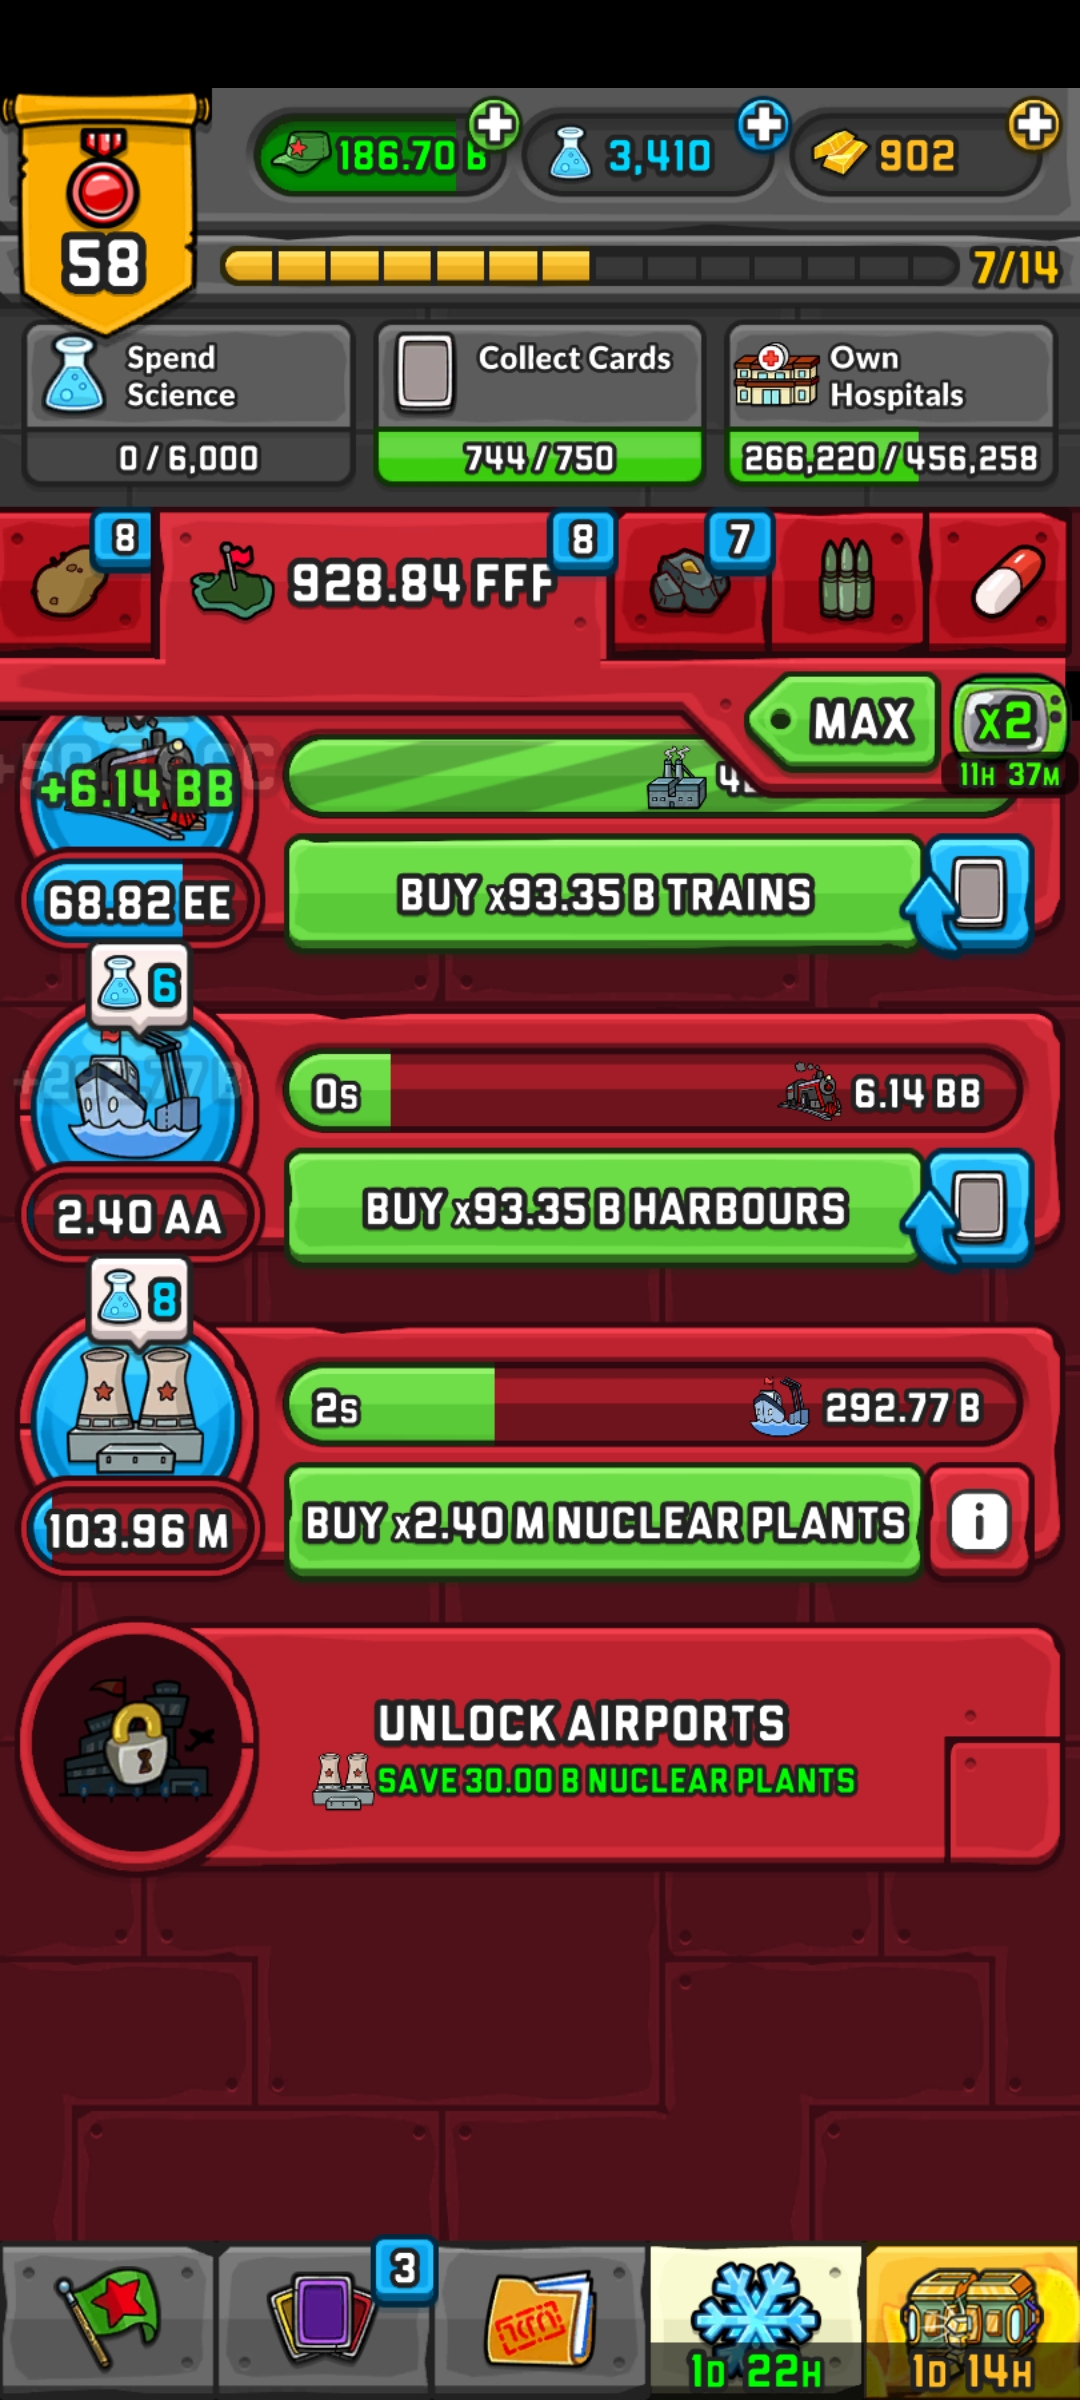 186.70 B
3,410
902
58
7/14
Spend
Science
Collect Cards
Own
Hospitals
0 / 6,000
744 / 750
266,220 / 456,258
8
928.84 FFF
8
7
MAX
x2
11H 37M
+6.14 BB
68.82 EE
BUY x93.35 B TRAINS
6
0s
6.14 BB
2.40 AA
BUY x93.35 B HARBOURS
8
2s
292.77 B
103.96 M
BUY x2.40 M NUCLEAR PLANTS
i
UNLOCK AIRPORTS
SAVE 30.00 B NUCLEAR PLANTS
3
1D 22H
1D 14H